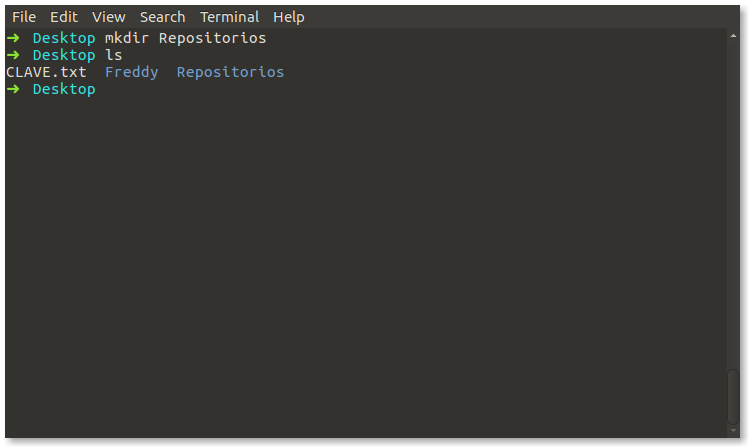 File Edit View Search Terminal Help
➜ Desktop mkdir Repositorios
➜ Desktop ls
CLAVE.txt Freddy Repositorios
➜ Desktop